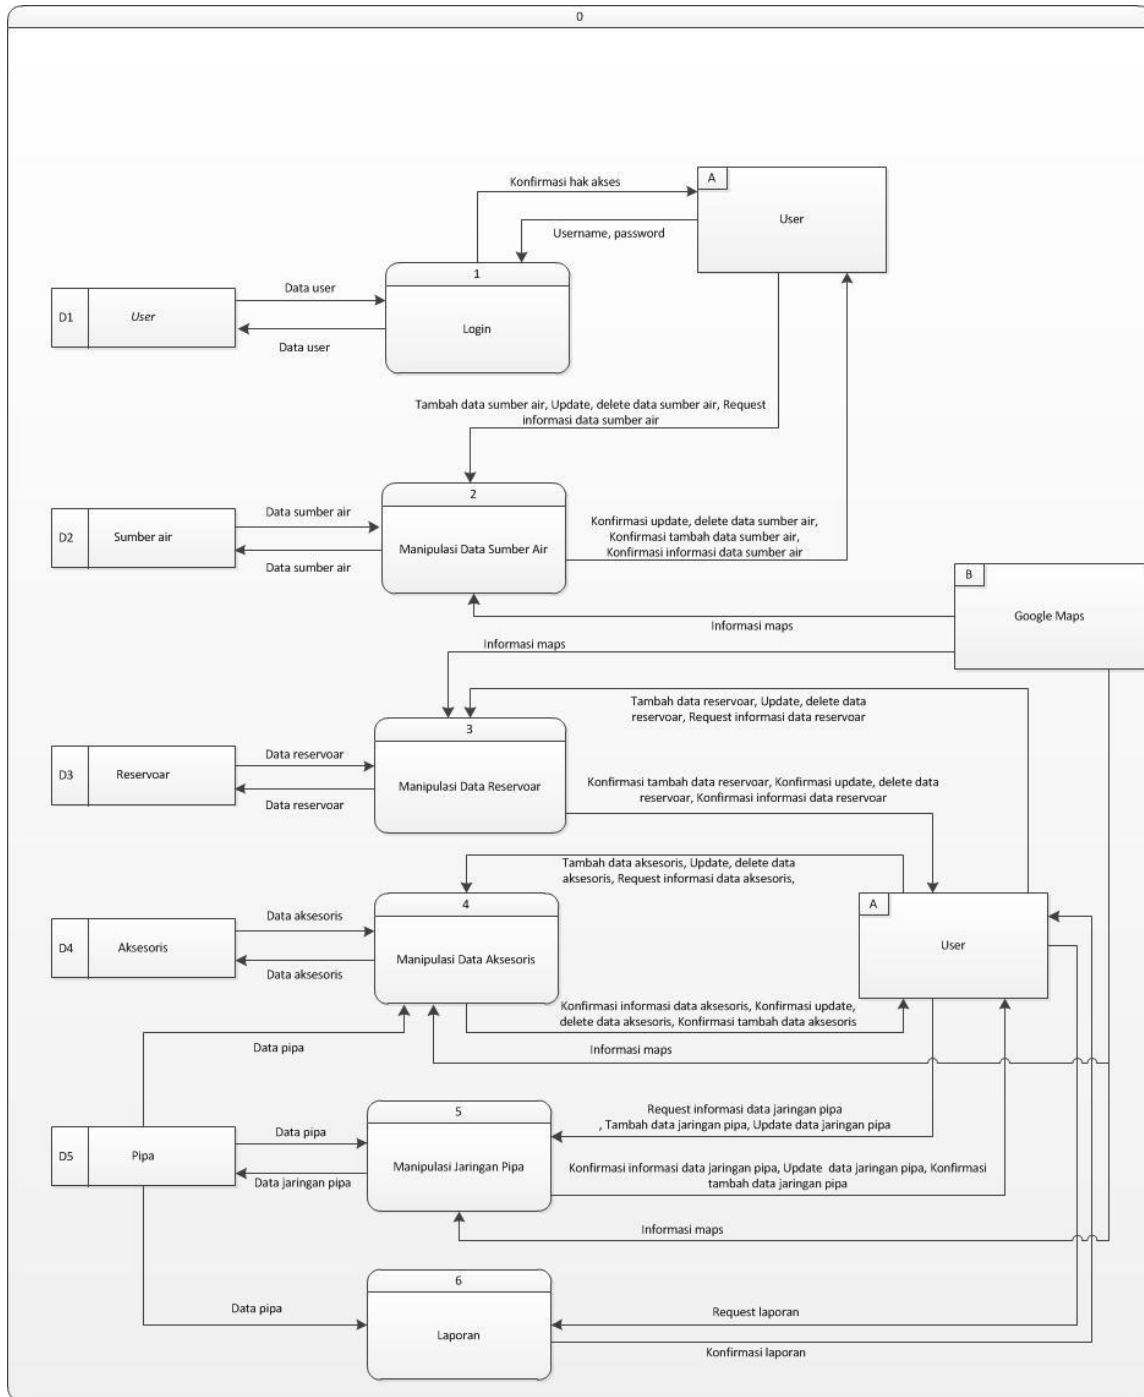 0
Konfirmasi hak akses
A
User
Username, password
1
Login
Data user
D1
User
Data user
Tambah data sumber air, Update, delete data sumber air, Request
informasi data sumber air
2
Manipulasi Data Sumber Air
Data sumber air
D2
Sumber air
Data sumber air
Konfirmasi update, delete data sumber air,
Konfirmasi tambah data sumber air,
Konfirmasi informasi data sumber air
B
Google Maps
Informasi maps
Informasi maps
Tambah data reservoar, Update, delete data
reservoar, Request informasi data reservoar
3
Manipulasi Data Reservoar
Data reservoar
D3
Reservoar
Data reservoar
Konfirmasi tambah data reservoar, Konfirmasi update, delete data
reservoar, Konfirmasi informasi data reservoar
Tambah data aksesoris, Update, delete data
aksesoris, Request informasi data aksesoris,
4
Manipulasi Data Aksesoris
A
User
Data aksesoris
D4
Aksesoris
Data aksesoris
Konfirmasi informasi data aksesoris, Konfirmasi update,
delete data aksesoris, Konfirmasi tambah data aksesoris
Data pipa
Informasi maps
5
Manipulasi Jaringan Pipa
Request informasi data jaringan pipa
, Tambah data jaringan pipa, Update data jaringan pipa
Data pipa
D5
Pipa
Data jaringan pipa
Konfirmasi informasi data jaringan pipa, Update data jaringan pipa, Konfirmasi
tambah data jaringan pipa
Informasi maps
6
Laporan
Data pipa
Request laporan
Konfirmasi laporan